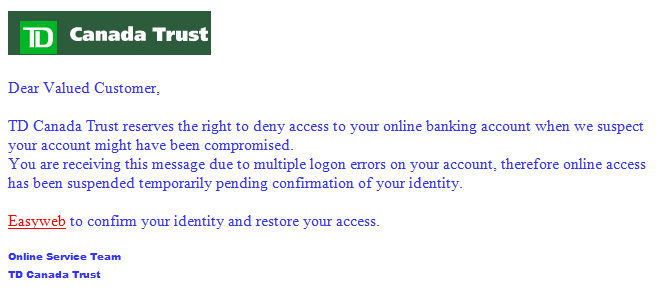 TD Canada Trust
Dear Valued Customer,
TD Canada Trust reserves the right to deny access to your online banking account when we suspect
your account might have been compromised.
You are receiving this message due to multiple logon errors on your account, therefore online access
has been suspended temporarily pending confirmation of your identity.
Easyweb to confirm your identity and restore your access.
Online Service Team
TD Canada Trust